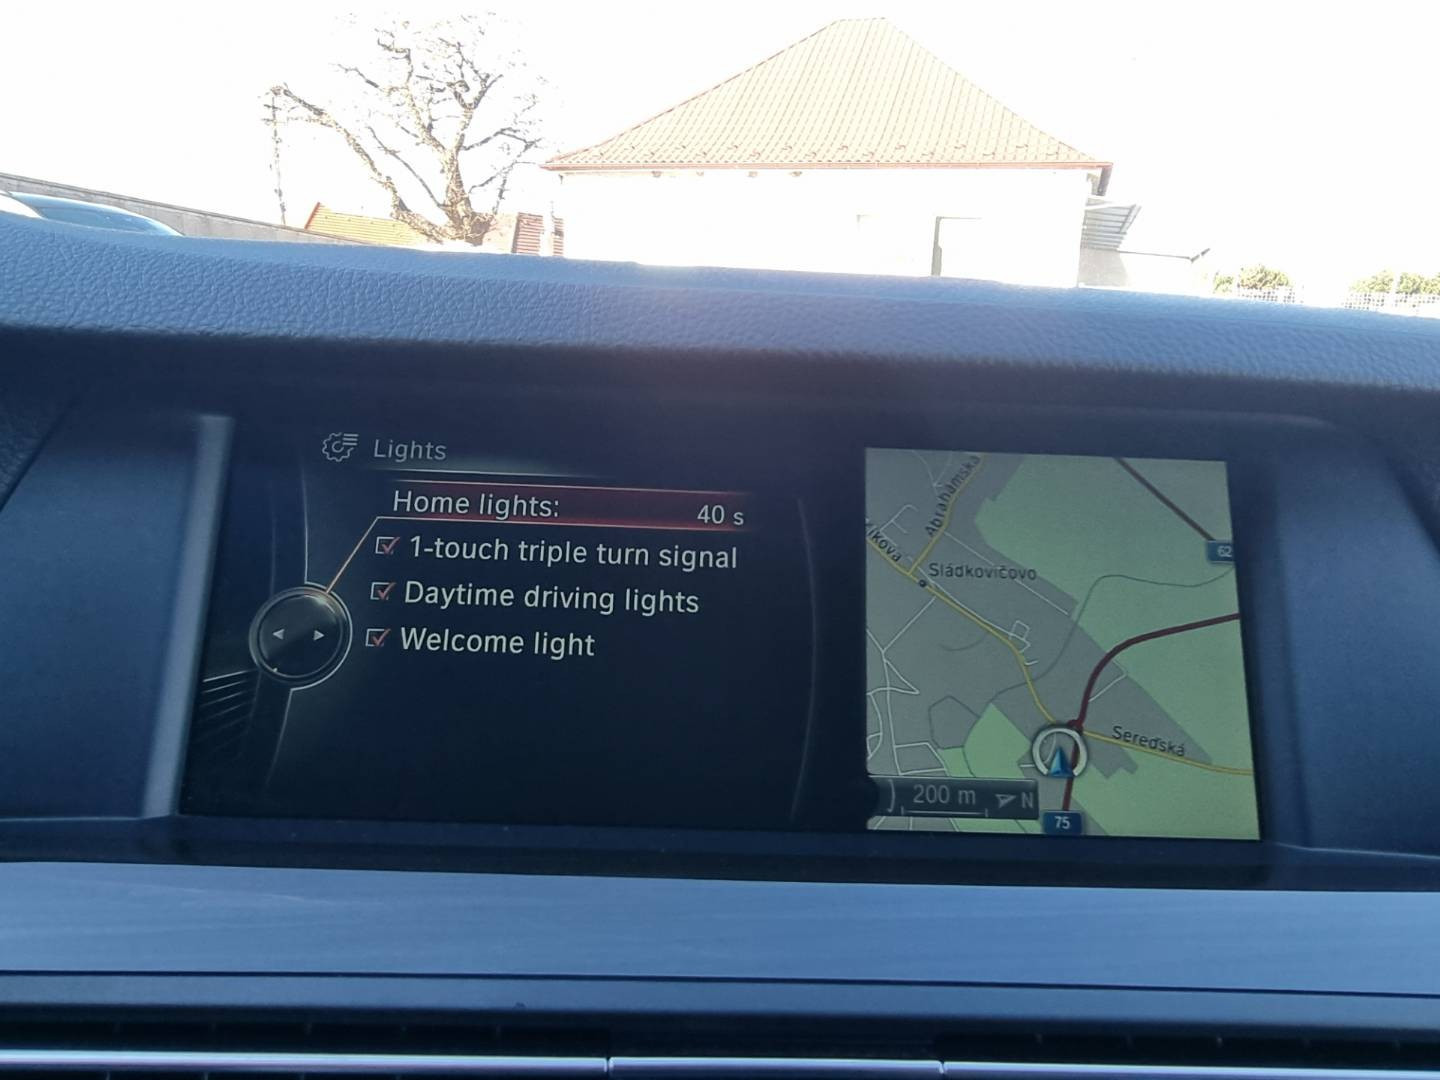 Lights
Home lights: 40 s
1-touch triple turn signal
Daytime driving lights
Welcome light
Abrahámska
Sládkovičovo
62
Seredská
200 m
N
75